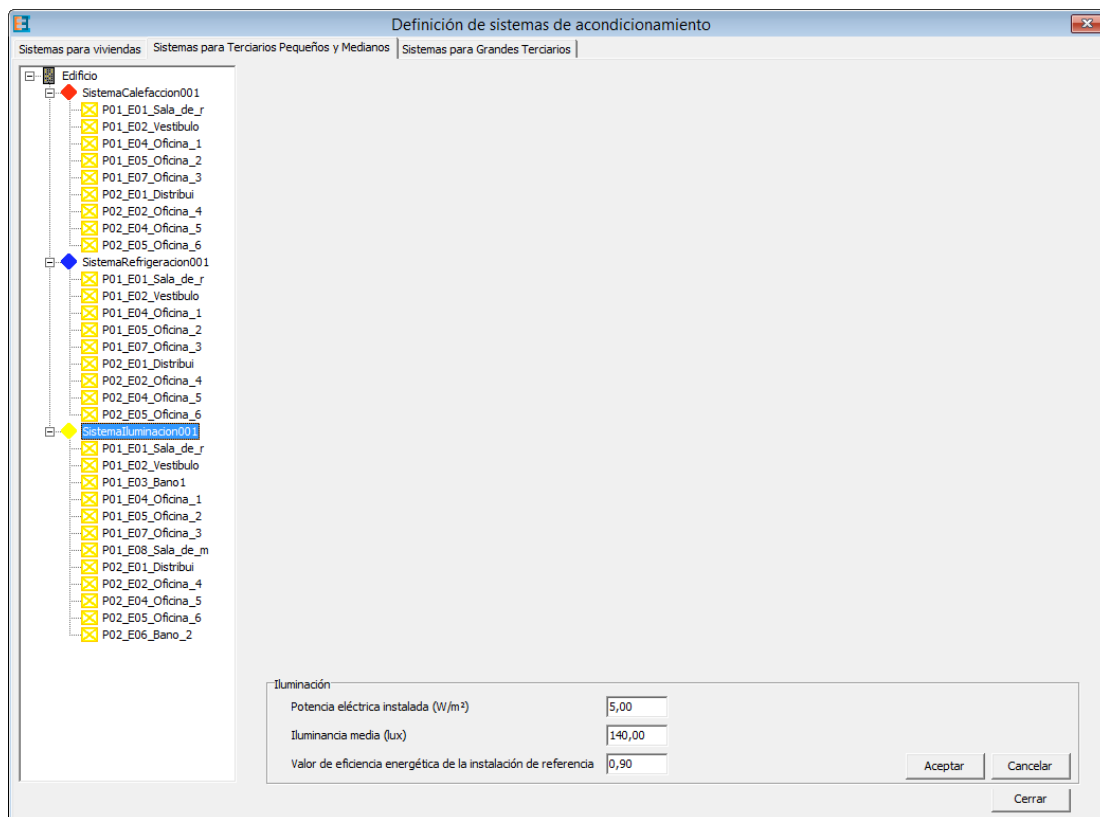 Definición de sistemas de acondicionamiento
Sistemas para viviendas
Sistemas para Terciarios Pequeños y Medianos
Sistemas para Grandes Terciarios
Edificio
SistemaCalefaccion001
P01_E01_Sala_de_r
P01_E02_Vestibulo
P01_E04_Oficina_1
P01_E05_Oficina_2
P01_E07_Oficina_3
P02_E01_Distribui
P02_E02_Oficina_4
P02_E04_Oficina_5
P02_E05_Oficina_6
SistemaRefrigeracion001
P01_E01_Sala_de_r
P01_E02_Vestibulo
P01_E04_Oficina_1
P01_E05_Oficina_2
P01_E07_Oficina_3
P02_E01_Distribui
P02_E02_Oficina_4
P02_E04_Oficina_5
P02_E05_Oficina_6
SistemaIluminacion001
P01_E01_Sala_de_r
P01_E02_Vestibulo
P01_E03_Bano1
P01_E04_Oficina_1
P01_E05_Oficina_2
P01_E07_Oficina_3
P01_E08_Sala_de_m
P02_E01_Distribui
P02_E02_Oficina_4
P02_E04_Oficina_5
P02_E05_Oficina_6
P02_E06_Bano_2
Iluminación
Potencia eléctrica instalada (W/m²) 5,00
Iluminancia media (lux) 140,00
Valor de eficiencia energética de la instalación de referencia 0,90
Aceptar
Cancelar
Cerrar